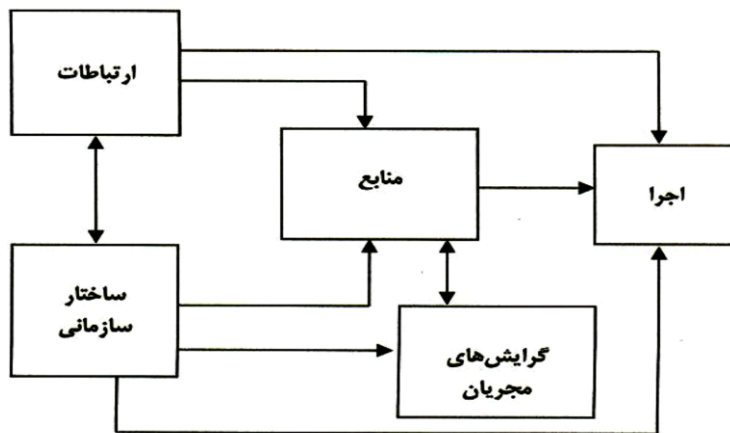 ارتباطات
منابع
اجرا
ساختار
سازمانی
گرایش‌های
مجریان